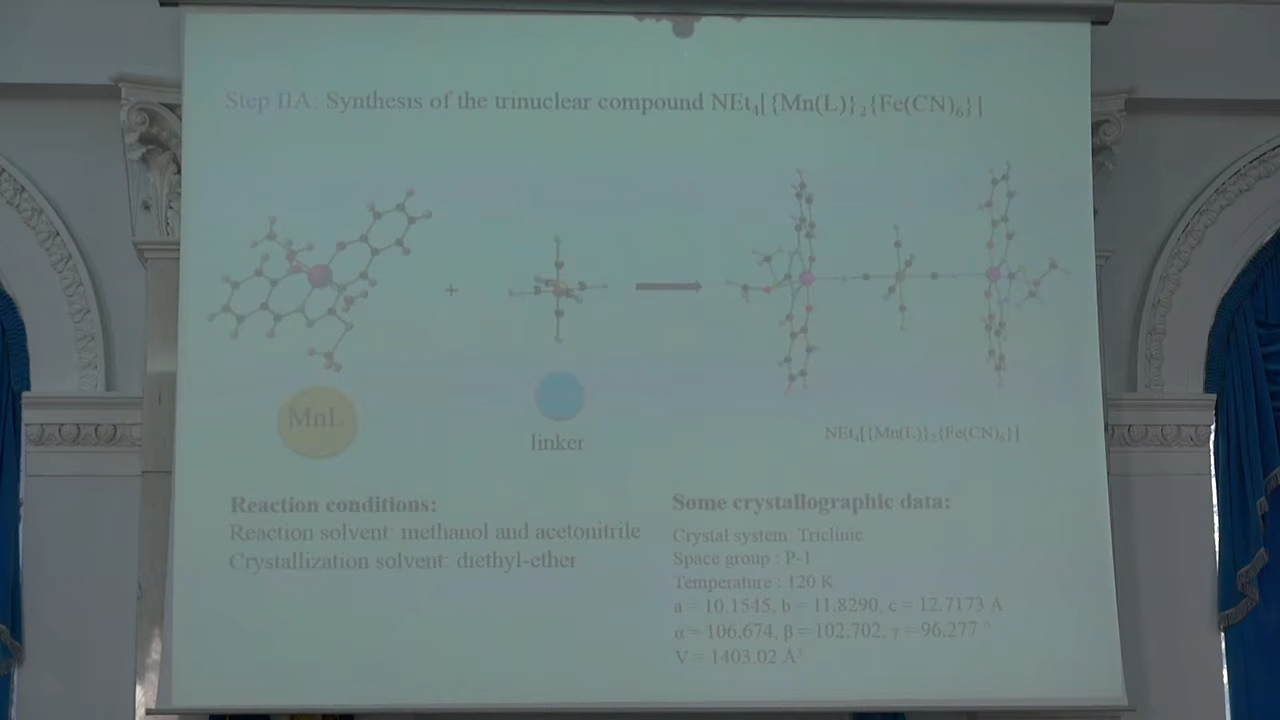 Step IIA: Synthesis of the trinuclear compound NEt₄[{Mn(L)}₂{Fe(CN)₆}]
+
MnL
linker
NEt₄[{Mn(L)}₂{Fe(CN)₆}]
Reaction conditions:
Reaction solvent: methanol and acetonitrile
Crystallization solvent: diethyl-ether
Some crystallographic data:
Crystal system: Triclinic
Space group : P-1
Temperature : 120 K
a = 10.1545, b = 11.8290, c = 12.7173 Å
α = 106.674, β = 102.702, γ = 96.277 °
V = 1403.02 Å³